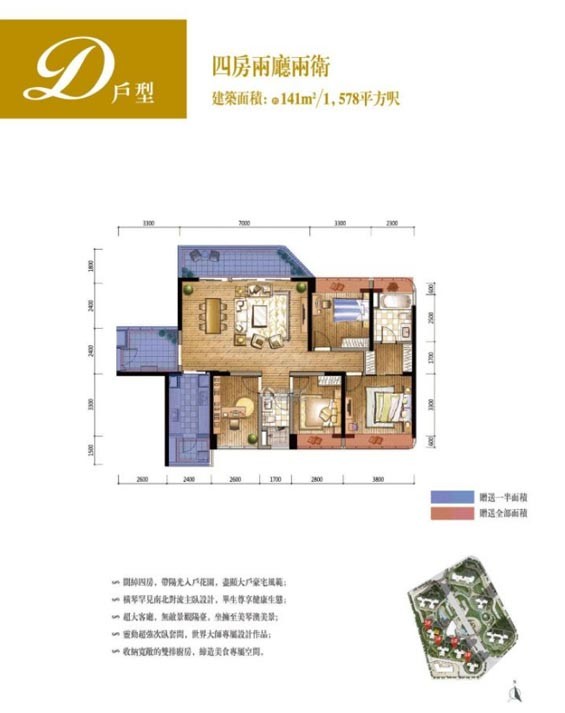 D戶型
四房兩廳兩衛
建築面積：約141m²/1，578平方呎
3300 7000 3300 2300
1800
2400
2400
3300
1500
600
2500
1700
3300
600
2600 2400 2600 1700 2800 3800
贈送一半面積
贈送全部面積
開綽四房，帶陽光入戶花園，盡顯大戶豪宅風範；
橫琴罕見南北對流主臥設計，畢生尊享健康生態；
超大客廳，無敵景觀陽臺，坐擁至美琴澳美景；
靈動超強次臥套間，世界大師專屬設計作品；
收納寬敞的雙排廚房，締造美食專屬空間。